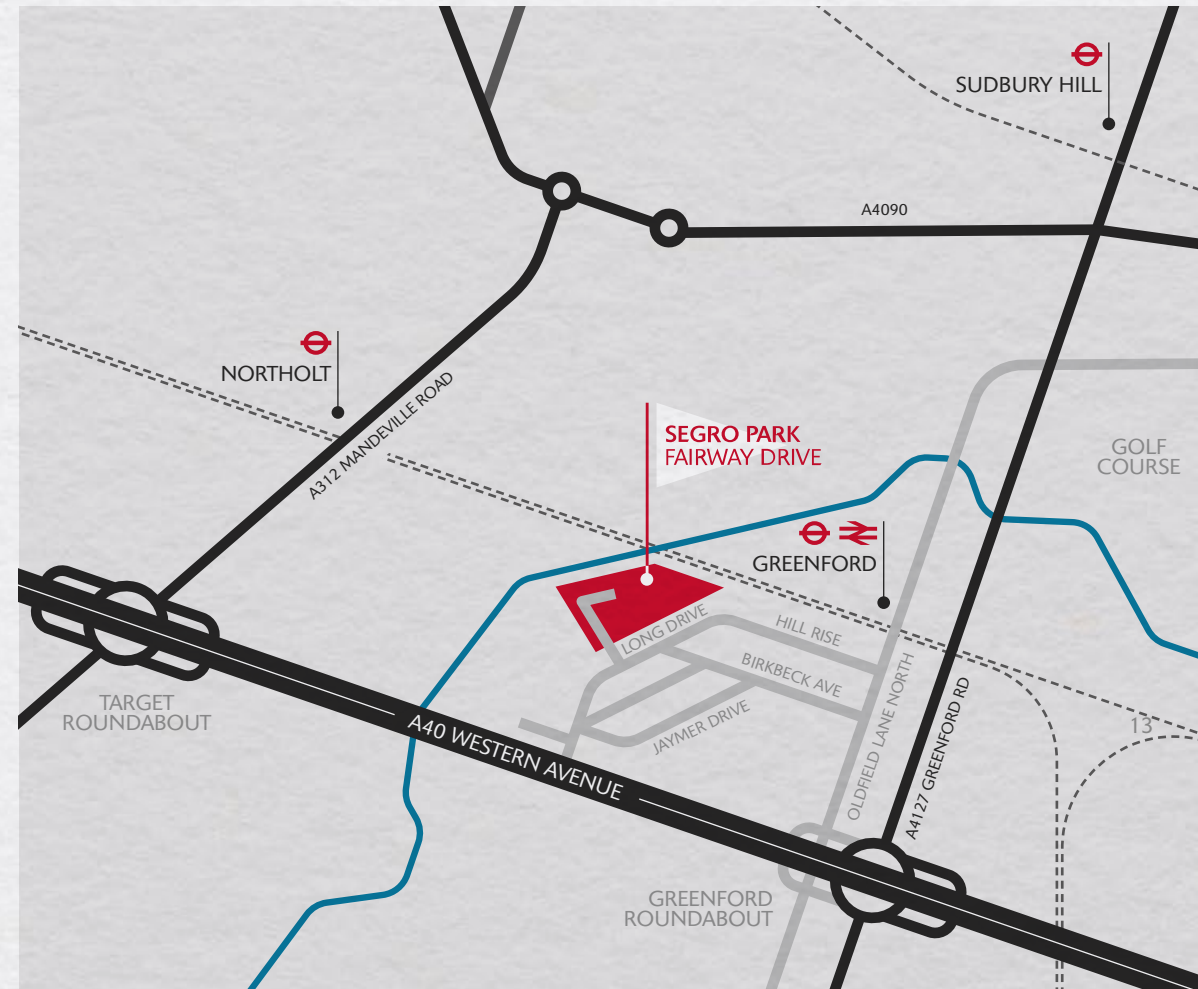 SUDBURY HILL
A4090
NORTHOLT
A312 MANDEVILLE ROAD
SEGRO PARK
FAIRWAY DRIVE
GOLF
COURSE
GREENFORD
LONG DRIVE
HILL RISE
BIRKBECK AVE
JAYMER DRIVE
OLDFIELD LANE NORTH
A4127 GREENFORD RD
13
TARGET
ROUNDABOUT
A40 WESTERN AVENUE
GREENFORD
ROUNDABOUT